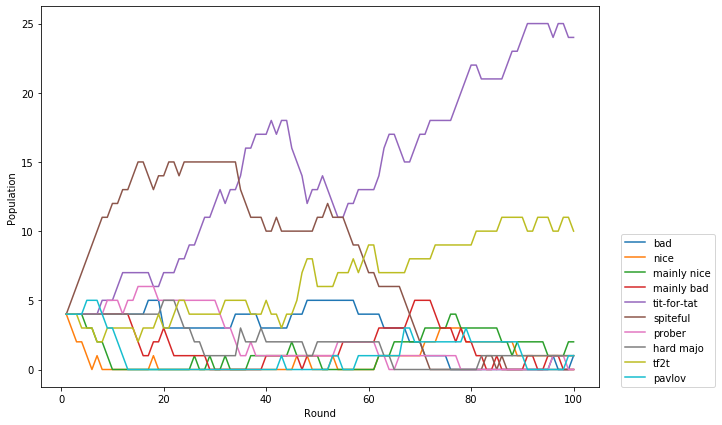 25
20
15
10
5
0
Population
0
20
40
60
80
100
Round
bad
nice
mainly nice
mainly bad
tit-for-tat
spiteful
prober
hard majo
tf2t
pavlov